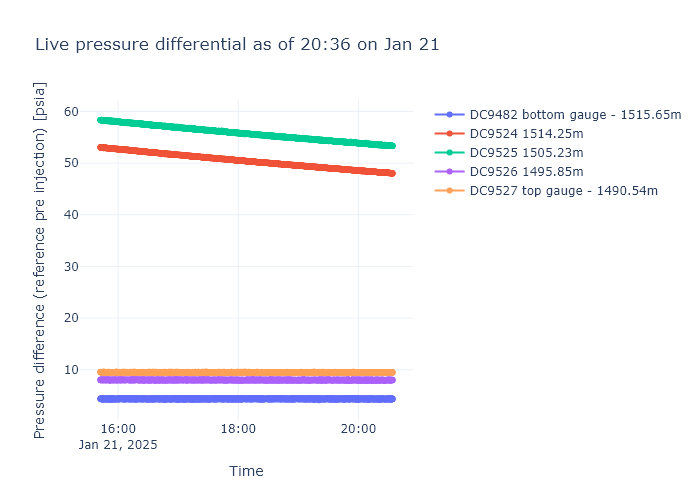 Live pressure differential as of 20:36 on Jan 21
Pressure difference (reference pre injection) [psia]
60
50
40
30
20
10
16:00
Jan 21, 2025
18:00
20:00
Time
DC9482 bottom gauge - 1515.65m
DC9524 1514.25m
DC9525 1505.23m
DC9526 1495.85m
DC9527 top gauge - 1490.54m